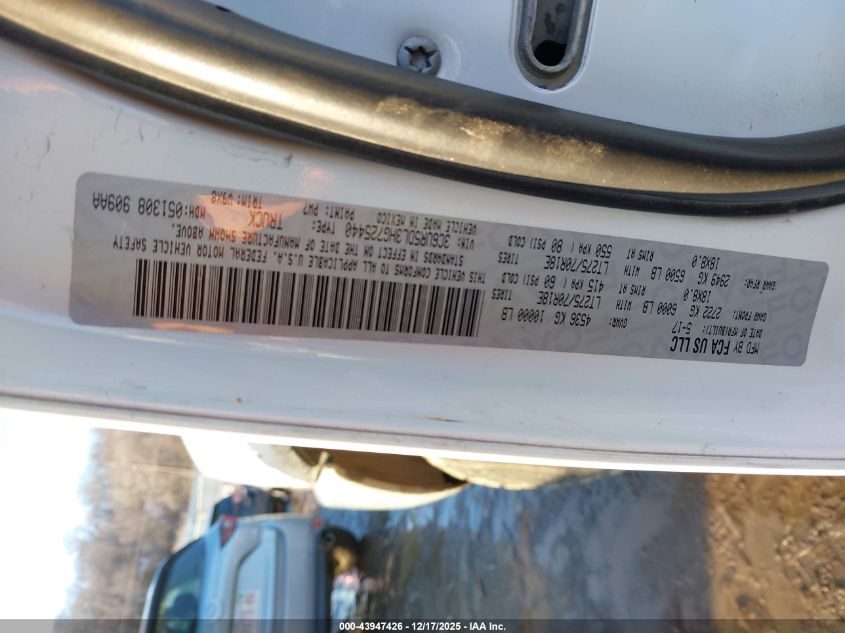 MFD BY FCA US LLC
DATE OF MFR(BUILT): 5-17
GVWR: 4536 KG 10000 LB
GAWR FRONT: 2722 KG 6000 LB WITH LT275/70R18E TIRES
18X8.0 RIMS AT 415 KPA ( 60 PSI) COLD
GAWR REAR: 2949 KG 6500 LB WITH LT275/70R18E TIRES
18X8.0 RIMS AT 550 KPA ( 80 PSI) COLD
THIS VEHICLE CONFORMS TO ALL APPLICABLE U.S.A. FEDERAL MOTOR VEHICLE SAFETY
STANDARDS IN EFFECT ON THE DATE OF MANUFACTURE SHOWN ABOVE.
VIN: 3C6UR5DL3HG725440 TYPE: TRUCK MDH: 051308 909AA
VEHICLE MADE IN MEXICO PAINT: PW7 TRIM: V9X8
000-43947426 - 12/17/2025 - IAA Inc.